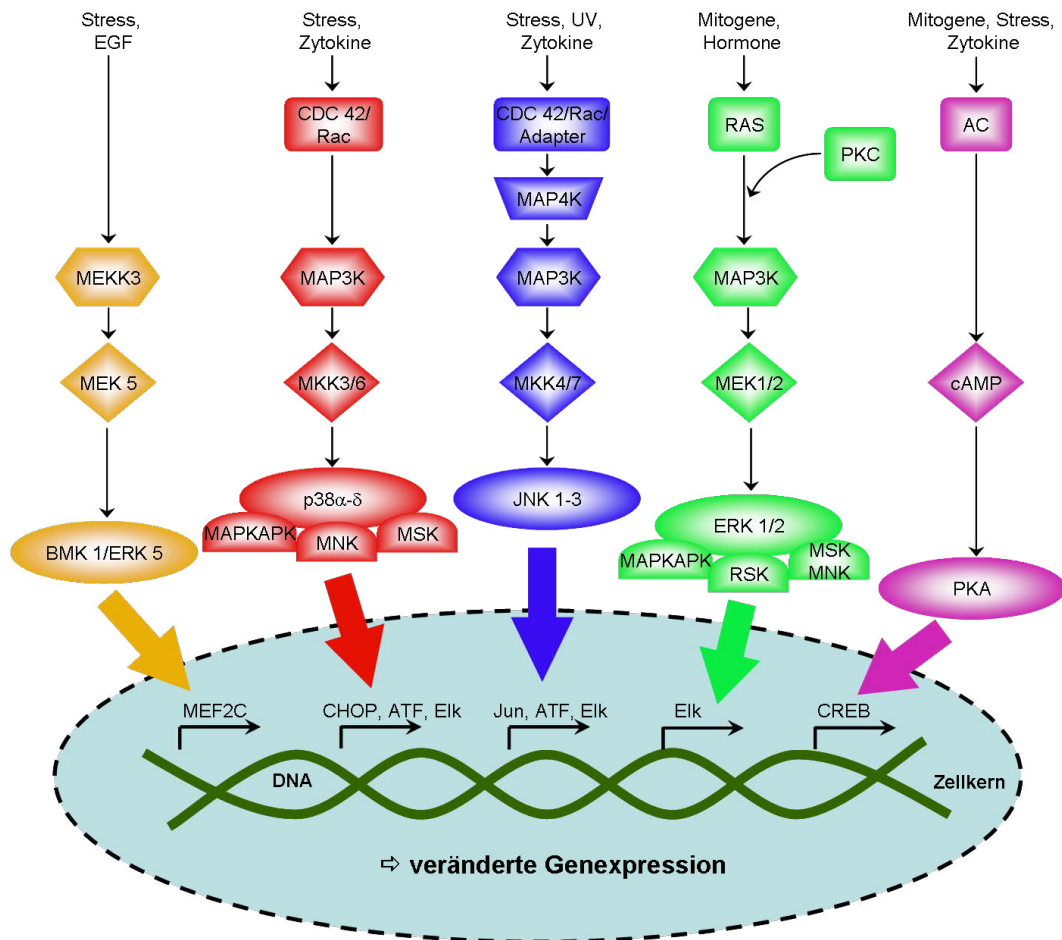 Stress,
EGF
Stress,
Zytokine
Stress, UV,
Zytokine
Mitogene,
Hormone
Mitogene, Stress,
Zytokine
CDC 42/
Rac
CDC 42/Rac/
Adapter
RAS
PKC
AC
MAP4K
MEKK3
MAP3K
MAP3K
MAP3K
MEK 5
MKK3/6
MKK4/7
MEK1/2
cAMP
p38α-δ
MAPKAPK
MNK
MSK
JNK 1-3
ERK 1/2
MAPKAPK
RSK
MSK
MNK
BMK 1/ERK 5
PKA
MEF2C
CHOP, ATF, Elk
Jun, ATF, Elk
Elk
CREB
DNA
Zellkern
⇨ veränderte Genexpression